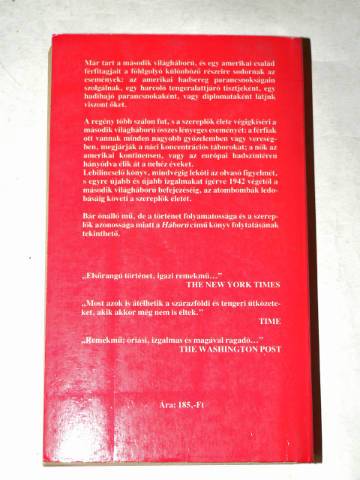 Már tart a második világháború, és egy amerikai család
férfitagjait a földgolyó különböző részeire sodornak az
események: az amerikai hadsereg parancsnokságain
szolgálnak, egy harcoló tengeralattjáró tisztjeként, egy
hadihajó parancsnokaként, vagy diplomataként látjuk
viszont őket.
A regény több szálon fut, s a szereplők élete végigkíséri a
második világháború összes lényeges eseményét: a férfiak
ott vannak minden nagyobb győzelemben vagy vereség-
ben, megjárják a náci koncentrációs táborokat; a nők az
amerikai kontinensen, vagy az európai hadszíntéren
hányódva élik át a nehéz éveket.
Lebilincselő könyv, mindvégig leköti az olvasó figyelmét,
s egyre újabb és újabb izgalmakat ígérve 1942 végétől a
második világháború befejezéséig, az atombombák ledo-
básáig követi a szereplők életét.
Bár önálló mű, de a történet folyamatossága és a szerep-
lők azonossága miatt a Háború című könyv folytatásának
tekinthető.
„Elsőrangú történet, igazi remekmű..."
THE NEW YORK TIMES
„Most azok is átélhetik a szárazföldi és tengeri ütközete-
ket, akik akkor még nem is éltek."
TIME
„Remekmű: óriási, izgalmas és magával ragadó..."
THE WASHINGTON POST
Ára: 185,-Ft